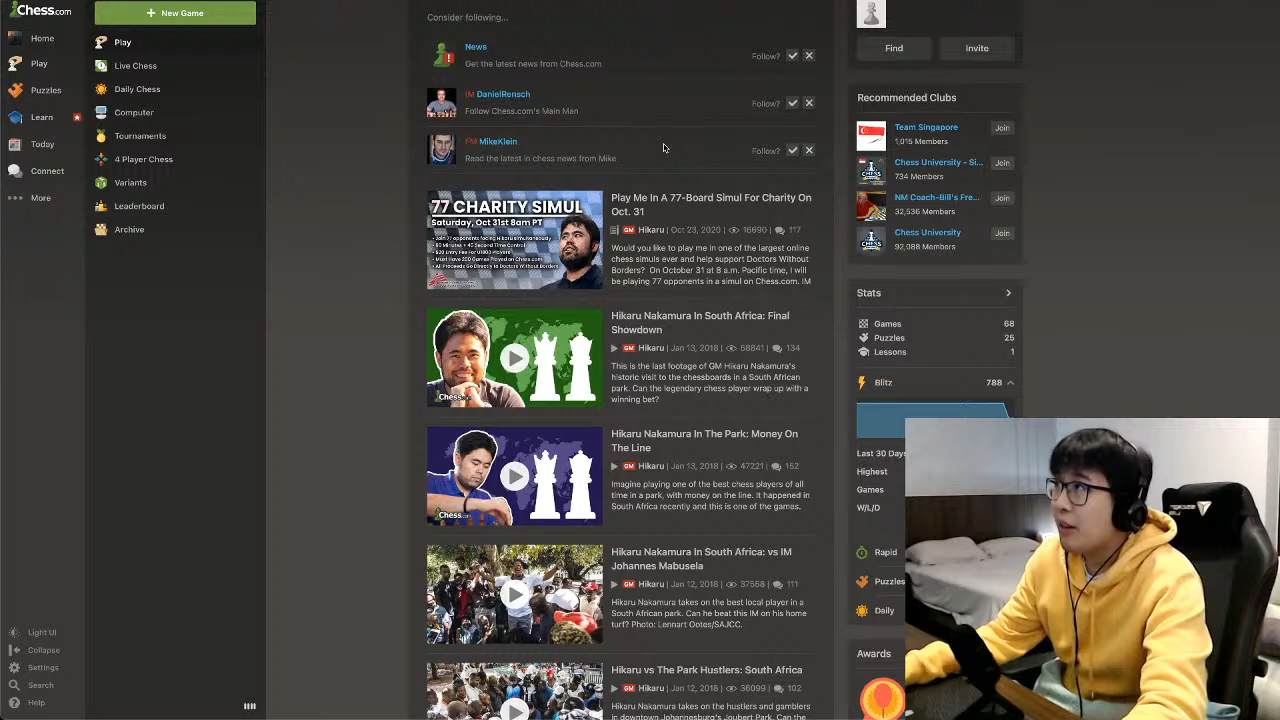 Chess.com
Home
Play
Puzzles
Learn
Today
Connect
More
Light UI
Collapse
Settings
Search
Help
New Game
Play
Live Chess
Daily Chess
Computer
Tournaments
4 Player Chess
Variants
Leaderboard
Archive
Consider following...
News
Get the latest news from Chess.com
Follow?
IM DanielRensch
Follow Chess.com's Main Man
Follow?
FM MikeKlein
Read the latest in chess news from Mike
Follow?
77 CHARITY SIMUL
Saturday, Oct 31st 8am PT
Play Me In A 77-Board Simul For Charity On
Oct. 31
GM Hikaru | Oct 23, 2020 | 16690 | 117
Would you like to play me in one of the largest online
chess simuls ever and help support Doctors Without
Borders? On October 31 at 8 a.m. Pacific time, I will
be playing 77 opponents in a simul on Chess.com. IM
Chess.com
Hikaru Nakamura In South Africa: Final
Showdown
GM Hikaru | Jan 13, 2018 | 58841 | 134
This is the last footage of GM Hikaru Nakamura's
historic visit to the chessboards in a South African
park. Can the legendary chess player wrap up with a
winning bet?
Chess.com
Hikaru Nakamura In The Park: Money On
The Line
GM Hikaru | Jan 13, 2018 | 47221 | 152
Imagine playing one of the best chess players of all
time in a park, with money on the line. It happened in
South Africa recently and this is one of the games.
Hikaru Nakamura In South Africa: vs IM
Johannes Mabusela
GM Hikaru | Jan 12, 2018 | 37558 | 111
Hikaru Nakamura takes on the best local player in a
South African park. Can he beat this IM on his home
turf? Photo: Lennart Ootes/SAJCC.
Hikaru vs The Park Hustlers: South Africa
GM Hikaru | Jan 12, 2018 | 36099 | 102
Hikaru Nakamura takes on the hustlers and gamblers
in downtown Johannesburg's Joubert Park. Can the
Find
Invite
Recommended Clubs
Team Singapore
1,015 Members
Join
Chess University - Si...
734 Members
Join
NM Coach-Bill's Fre...
32,536 Members
Join
Chess University
92,088 Members
Join
Stats
Games 68
Puzzles 25
Lessons 1
Blitz 788
Last 30 Days
Highest
Games
W/L/D
Rapid
Puzzles
Daily
Awards